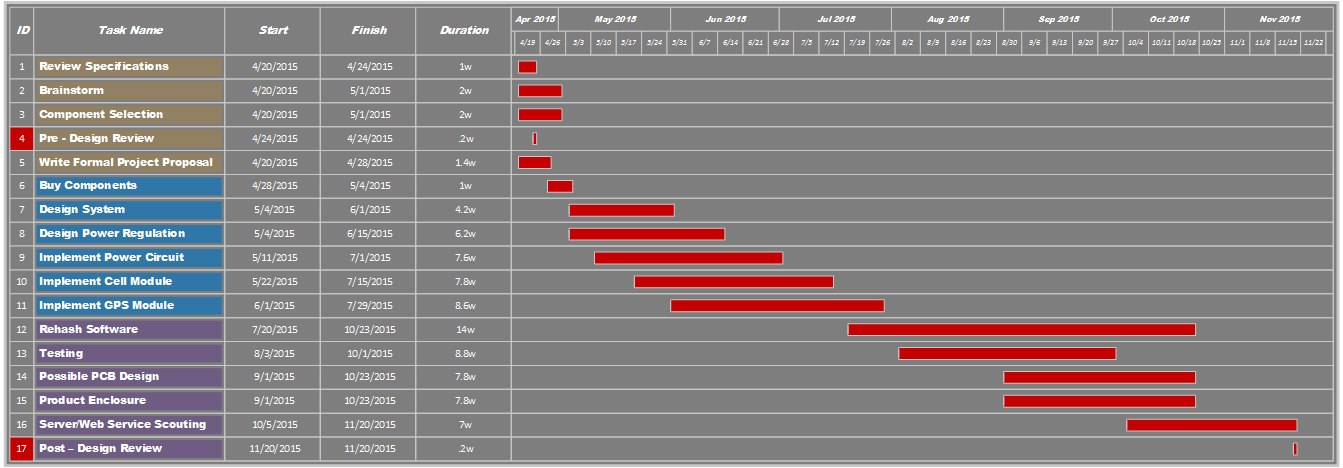 ID Task Name Start Finish Duration Apr 2015 May 2015 Jun 2015 Jul 2015 Aug 2015 Sep 2015 Oct 2015 Nov 2015
4/19 4/26 5/3 5/10 5/17 5/24 5/31 6/7 6/14 6/21 6/28 7/5 7/12 7/19 7/26 8/2 8/9 8/16 8/23 8/30 9/6 9/13 9/20 9/27 10/4 10/11 10/18 10/25 11/1 11/8 11/15 11/22
1 Review Specifications 4/20/2015 4/24/2015 1w
2 Brainstorm 4/20/2015 5/1/2015 2w
3 Component Selection 4/20/2015 5/1/2015 2w
4 Pre - Design Review 4/24/2015 4/24/2015 .2w
5 Write Formal Project Proposal 4/20/2015 4/28/2015 1.4w
6 Buy Components 4/28/2015 5/4/2015 1w
7 Design System 5/4/2015 6/1/2015 4.2w
8 Design Power Regulation 5/4/2015 6/15/2015 6.2w
9 Implement Power Circuit 5/11/2015 7/1/2015 7.6w
10 Implement Cell Module 5/22/2015 7/15/2015 7.8w
11 Implement GPS Module 6/1/2015 7/29/2015 8.6w
12 Rehash Software 7/20/2015 10/23/2015 14w
13 Testing 8/3/2015 10/1/2015 8.8w
14 Possible PCB Design 9/1/2015 10/23/2015 7.8w
15 Product Enclosure 9/1/2015 10/23/2015 7.8w
16 Server/Web Service Scouting 10/5/2015 11/20/2015 7w
17 Post – Design Review 11/20/2015 11/20/2015 .2w